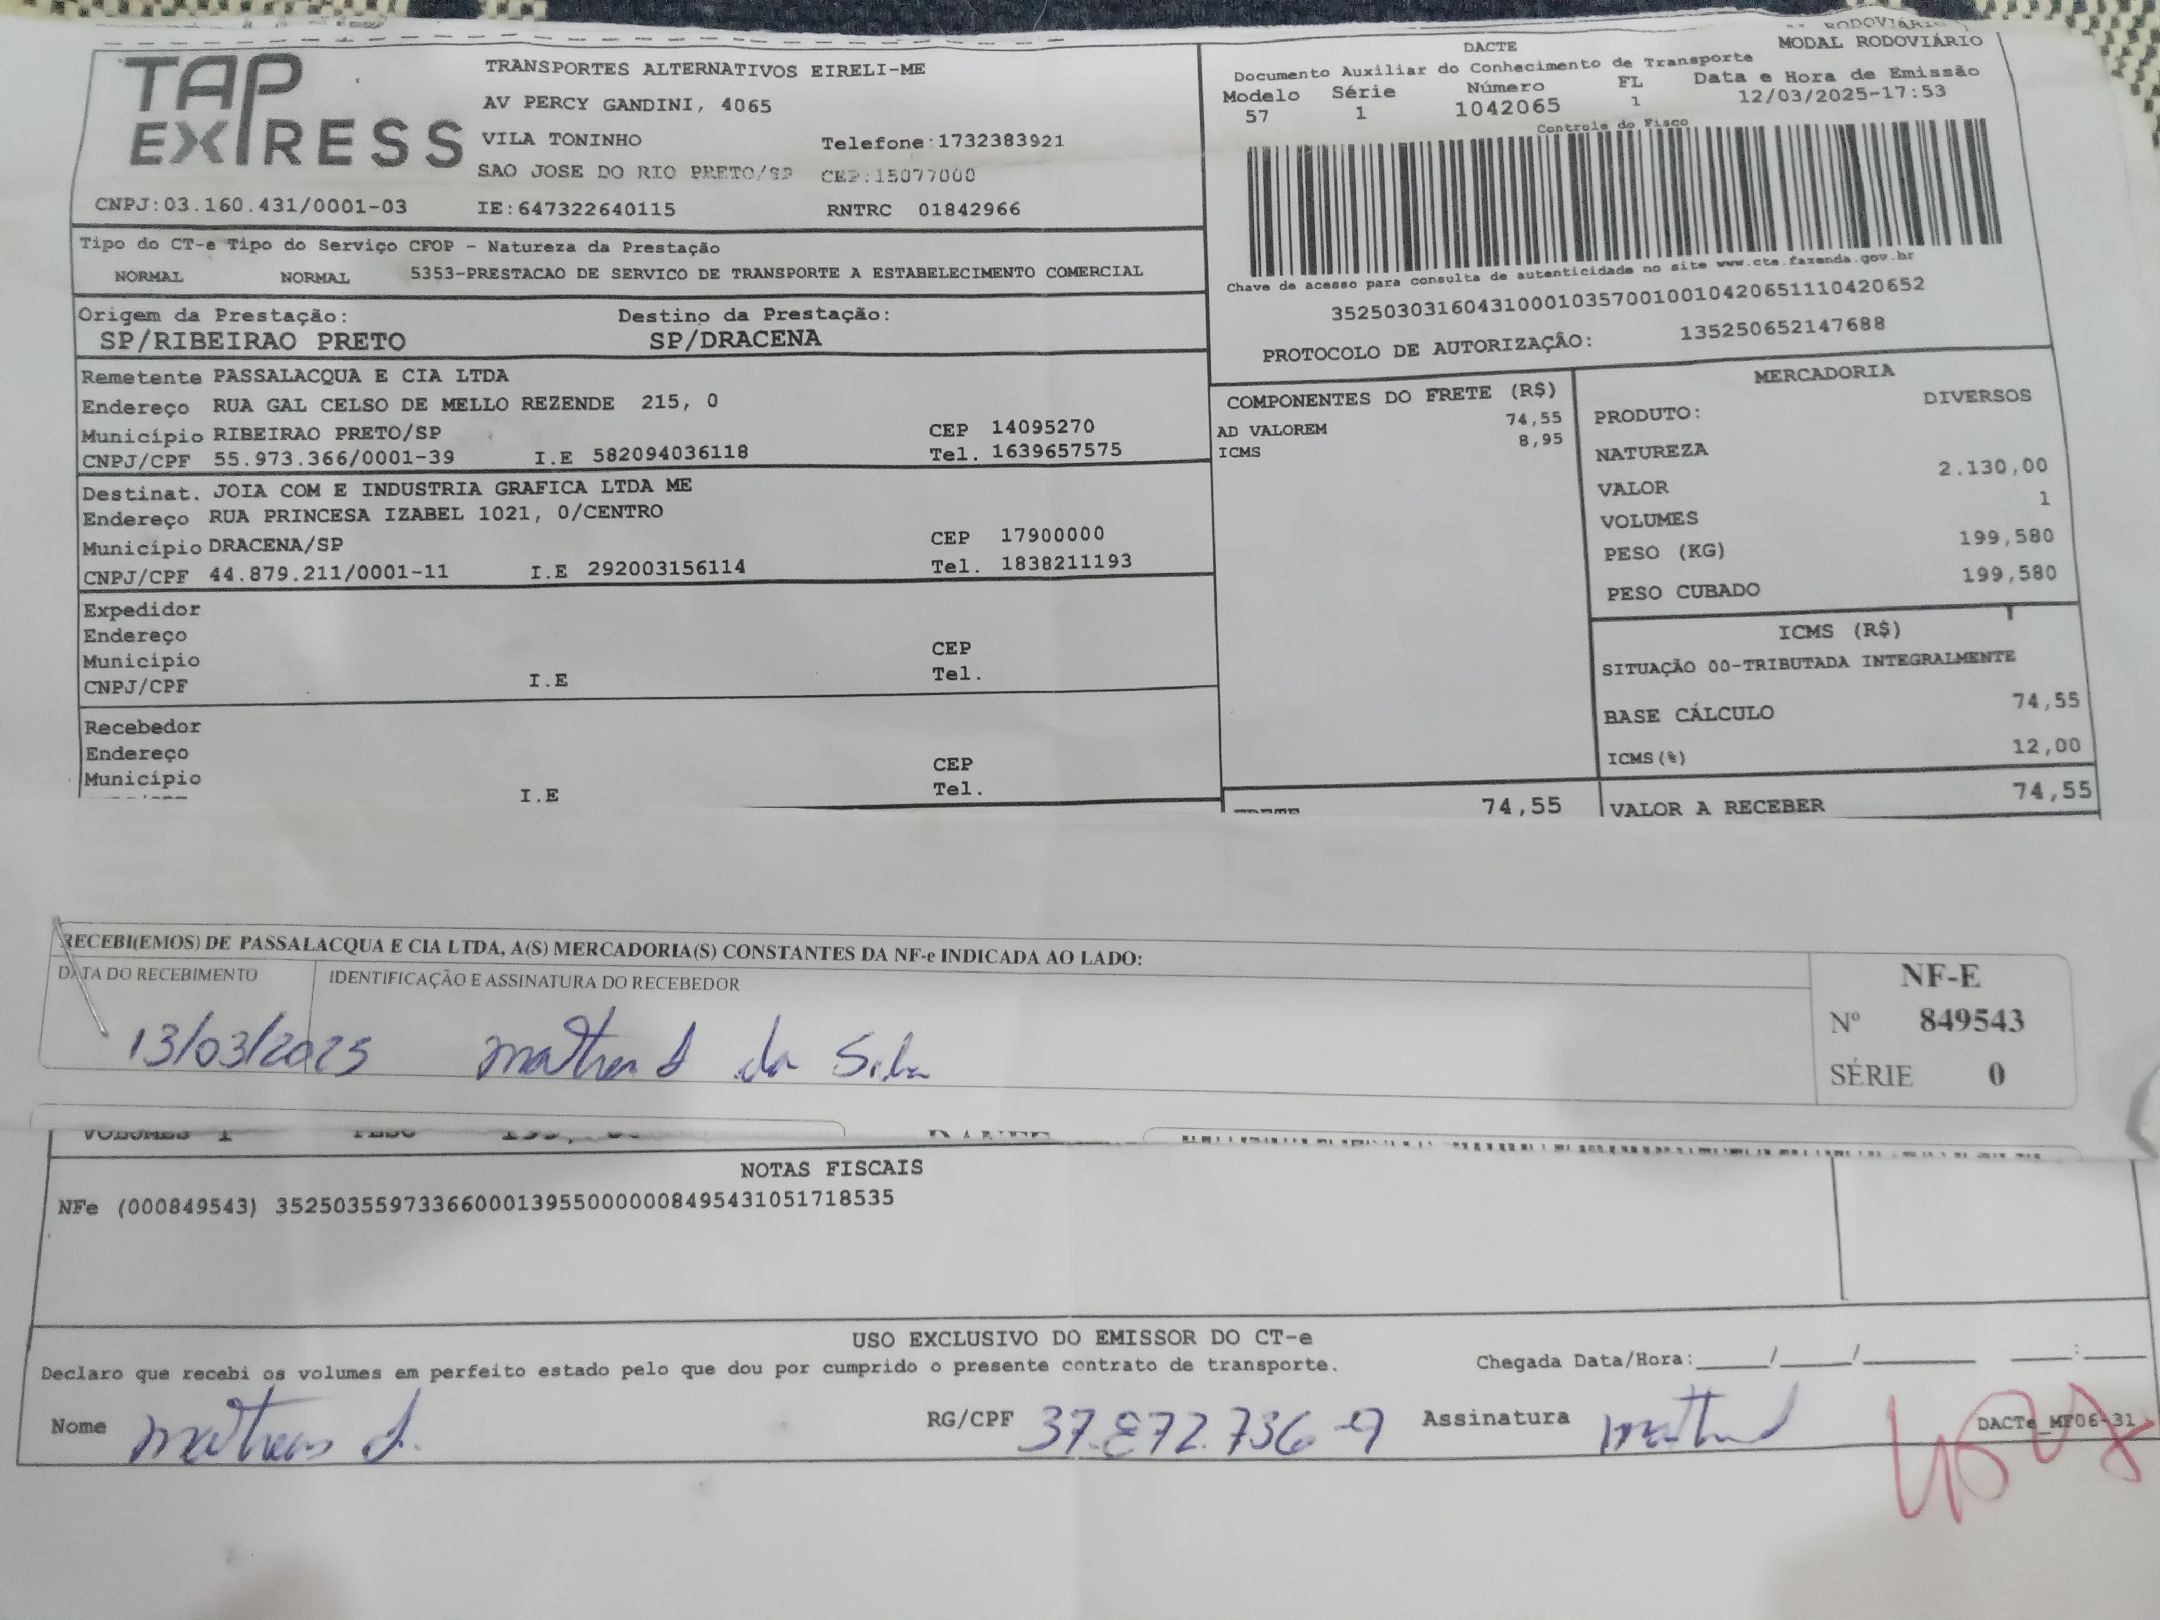 TAP EXPRESS
TRANSPORTES ALTERNATIVOS EIRELI-ME
AV PERCY GANDINI, 4065
VILA TONINHO Telefone:1732383921
SAO JOSE DO RIO PRETO/SP CEP:15077000
CNPJ:03.160.431/0001-03 IE:647322640115 RNTRC 01842966
RODOVIÁRIO
DACTE MODAL RODOVIÁRIO
Documento Auxiliar do Conhecimento de Transporte
Modelo Série Número FL Data e Hora de Emissão
57 1 1042065 1 12/03/2025-17:53
Controle do Fisco
Chave de acesso para consulta de autenticidade no site www.cte.fazenda.gov.br
35250303160431000103570010010420651110420652
PROTOCOLO DE AUTORIZAÇÃO: 135250652147688
Tipo do CT-e Tipo do Serviço CFOP - Natureza da Prestação
NORMAL NORMAL 5353-PRESTACAO DE SERVICO DE TRANSPORTE A ESTABELECIMENTO COMERCIAL
Origem da Prestação: Destino da Prestação:
SP/RIBEIRAO PRETO SP/DRACENA
Remetente PASSALACQUA E CIA LTDA
Endereço RUA GAL CELSO DE MELLO REZENDE 215, 0
Município RIBEIRAO PRETO/SP CEP 14095270
CNPJ/CPF 55.973.366/0001-39 I.E 582094036118 Tel. 1639657575
Destinat. JOIA COM E INDUSTRIA GRAFICA LTDA ME
Endereço RUA PRINCESA IZABEL 1021, 0/CENTRO
Município DRACENA/SP CEP 17900000
CNPJ/CPF 44.879.211/0001-11 I.E 292003156114 Tel. 1838211193
Expedidor
Endereço
Município CEP
CNPJ/CPF I.E Tel.
Recebedor
Endereço
Município CEP
I.E Tel.
COMPONENTES DO FRETE (R$)
AD VALOREM 74,55
ICMS 8,95
74,55
MERCADORIA
PRODUTO: DIVERSOS
NATUREZA
VALOR 2.130,00
VOLUMES 1
PESO (KG) 199,580
PESO CUBADO 199,580
ICMS (R$)
SITUAÇÃO 00-TRIBUTADA INTEGRALMENTE
BASE CÁLCULO 74,55
ICMS(%) 12,00
VALOR A RECEBER 74,55
RECEBI(EMOS) DE PASSALACQUA E CIA LTDA, A(S) MERCADORIA(S) CONSTANTES DA NF-e INDICADA AO LADO:
DATA DO RECEBIMENTO IDENTIFICAÇÃO E ASSINATURA DO RECEBEDOR
13/03/2025 Matheus da Silva
NF-E
Nº 849543
SÉRIE 0
VOLUMES 1 PESO
NOTAS FISCAIS
NFe (000849543) 35250355973366000139550000008495431051718535
USO EXCLUSIVO DO EMISSOR DO CT-e
Declaro que recebi os volumes em perfeito estado pelo que dou por cumprido o presente contrato de transporte. Chegada Data/Hora:____/____/______ ____:____
Nome Matheus S. RG/CPF 37.872.736-9 Assinatura
DACTe_MF06-31